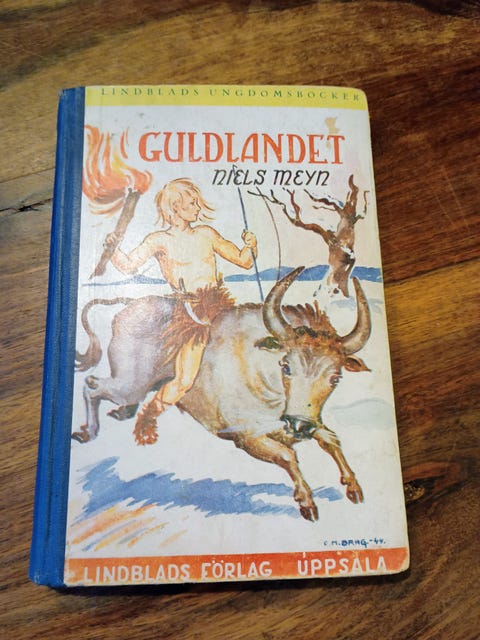 LINDBLADS UNGDOMSBÖCKER
GULDLANDET
NIELS MEYN
C. M. BRAG -44.
LINDBLADS FÖRLAG UPPSALA